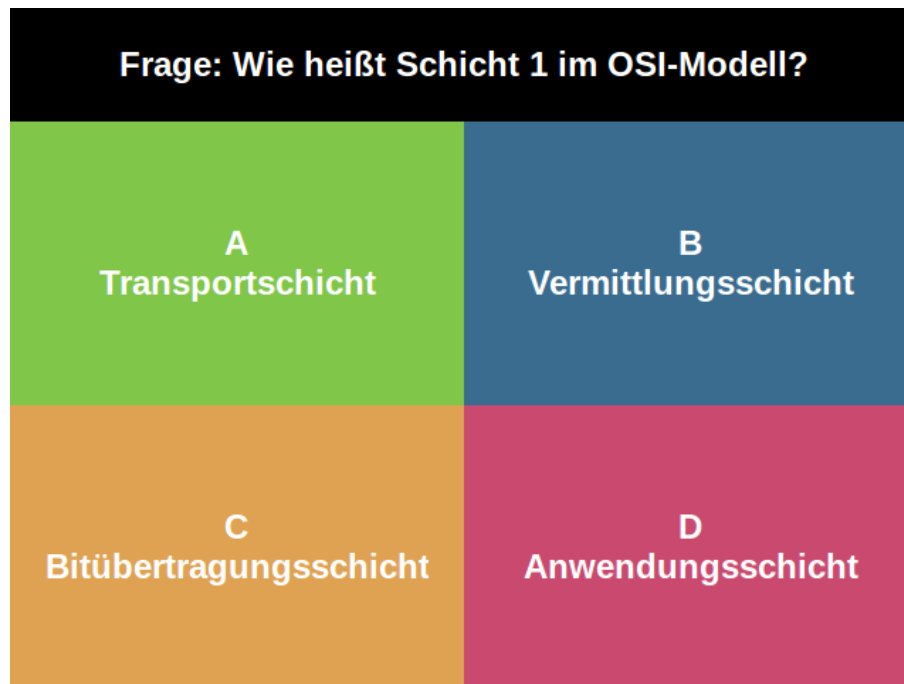 Frage: Wie heißt Schicht 1 im OSI-Modell?
A
Transportschicht
B
Vermittlungsschicht
C
Bitübertragungsschicht
D
Anwendungsschicht